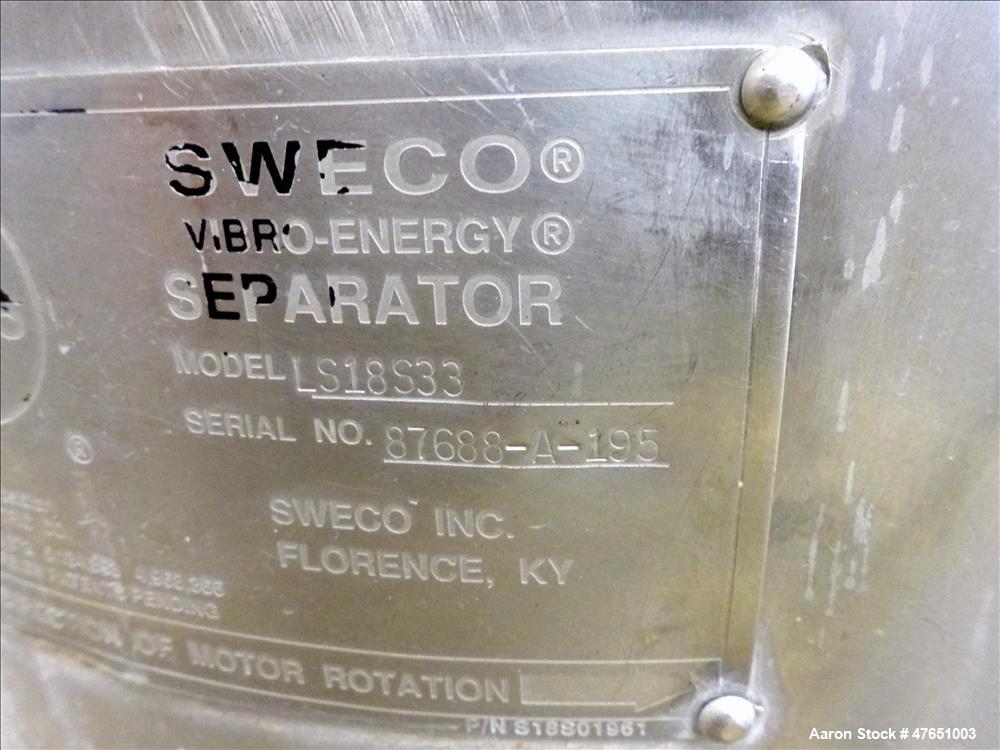 SWECO®
VIBRO-ENERGY®
SEPARATOR
MODEL LS18S33
SERIAL NO. 87688-A-195
®
SWECO INC.
FLORENCE, KY
PENDING
OF MOTOR ROTATION
P/N S18S01961
Aaron Stock # 47651003